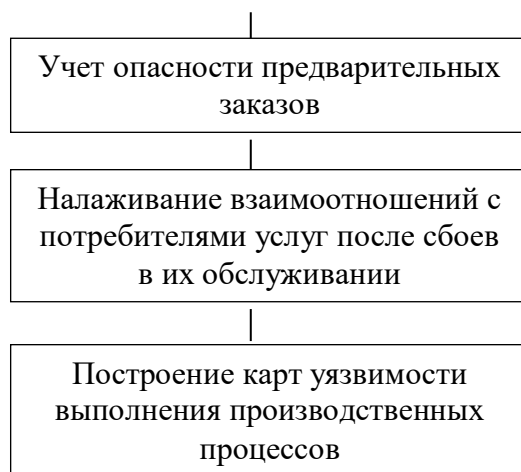 Учет опасности предварительных
заказов
Налаживание взаимоотношений с
потребителями услуг после сбоев
в их обслуживании
Построение карт уязвимости
выполнения производственных
процессов